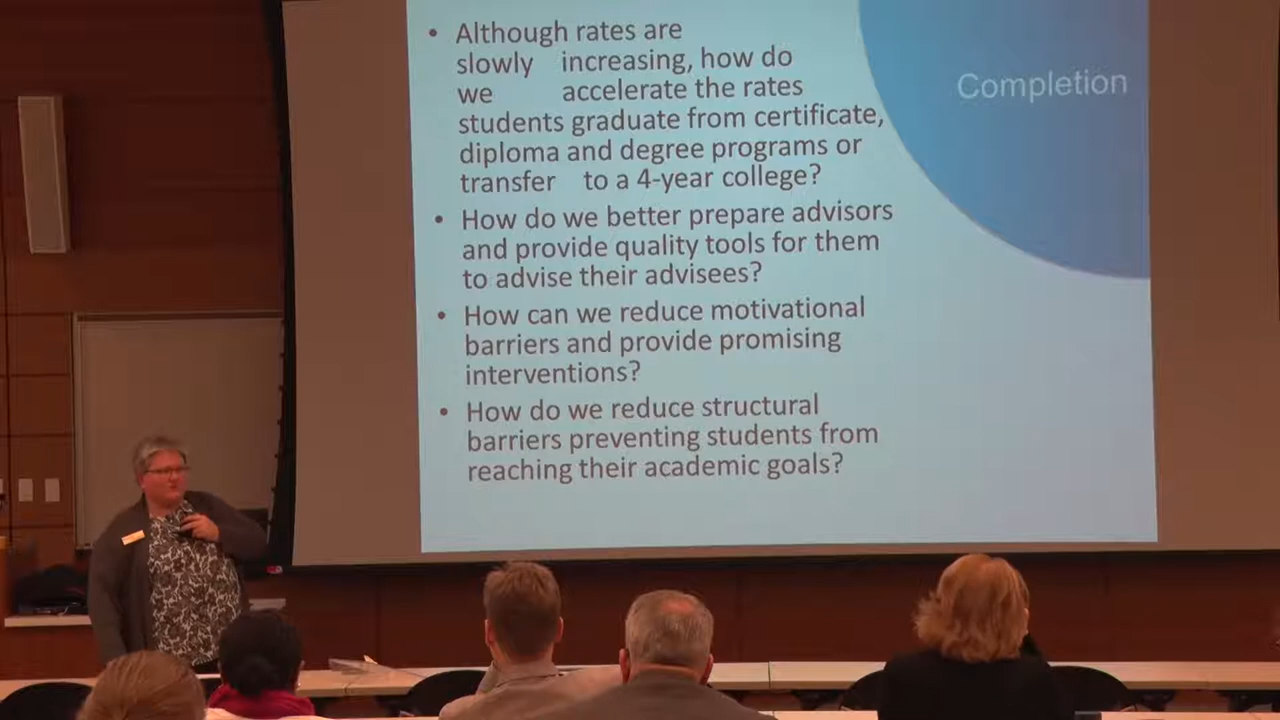 • Although rates are
slowly increasing, how do
we accelerate the rates
students graduate from certificate,
diploma and degree programs or
transfer to a 4-year college?
• How do we better prepare advisors
and provide quality tools for them
to advise their advisees?
• How can we reduce motivational
barriers and provide promising
interventions?
• How do we reduce structural
barriers preventing students from
reaching their academic goals?
Completion